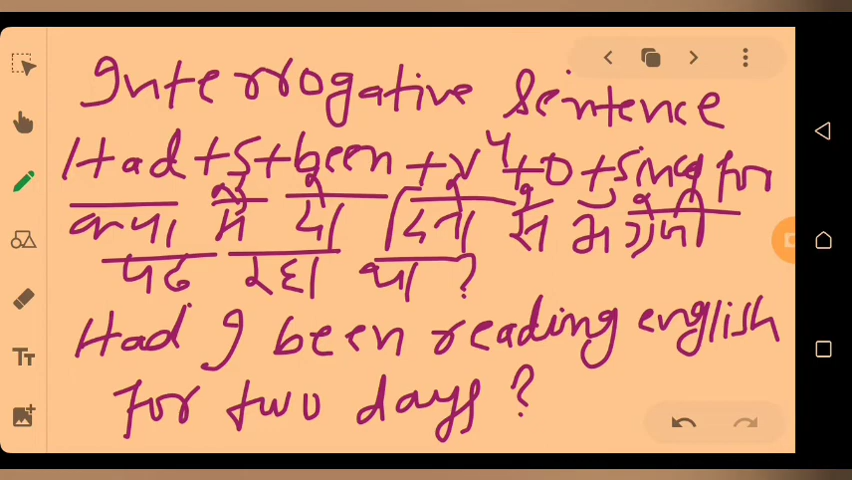 Interrogative Sentence
Had + S + been + v4 + O + Since for
क्या मैं दो दिनों से अंग्रेजी
पढ़ रहा था ?
Had I been reading english
for two days ?